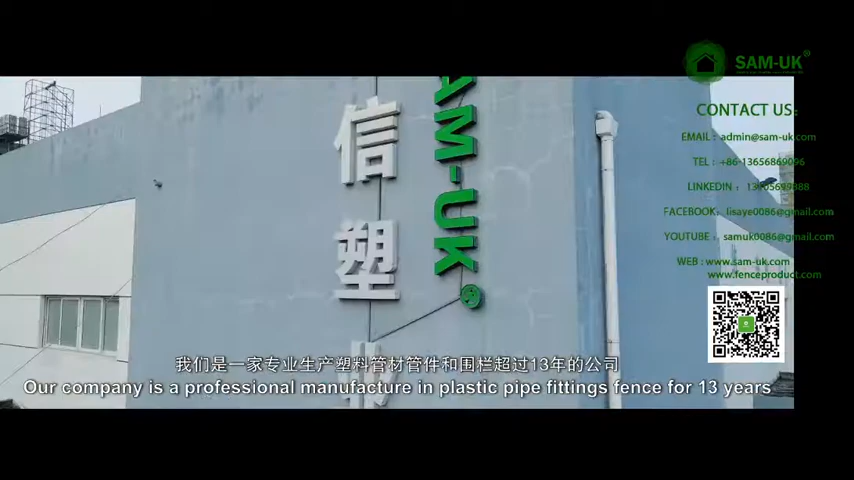 SAM-UK®
CONTACT US:
EMAIL : admin@sam-uk.com
TEL : +86-13656869096
LINKEDIN :
FACEBOOK: lisaye0086@gmail.com
YOUTUBE : samuk0086@gmail.com
WEB : www.sam-uk.com
www.fenceproduct.com
信塑业
AM-UK®
我们是一家专业生产塑料管材管件和围栏超过13年的公司
Our company is a professional manufacture in plastic pipe fittings fence for 13 years